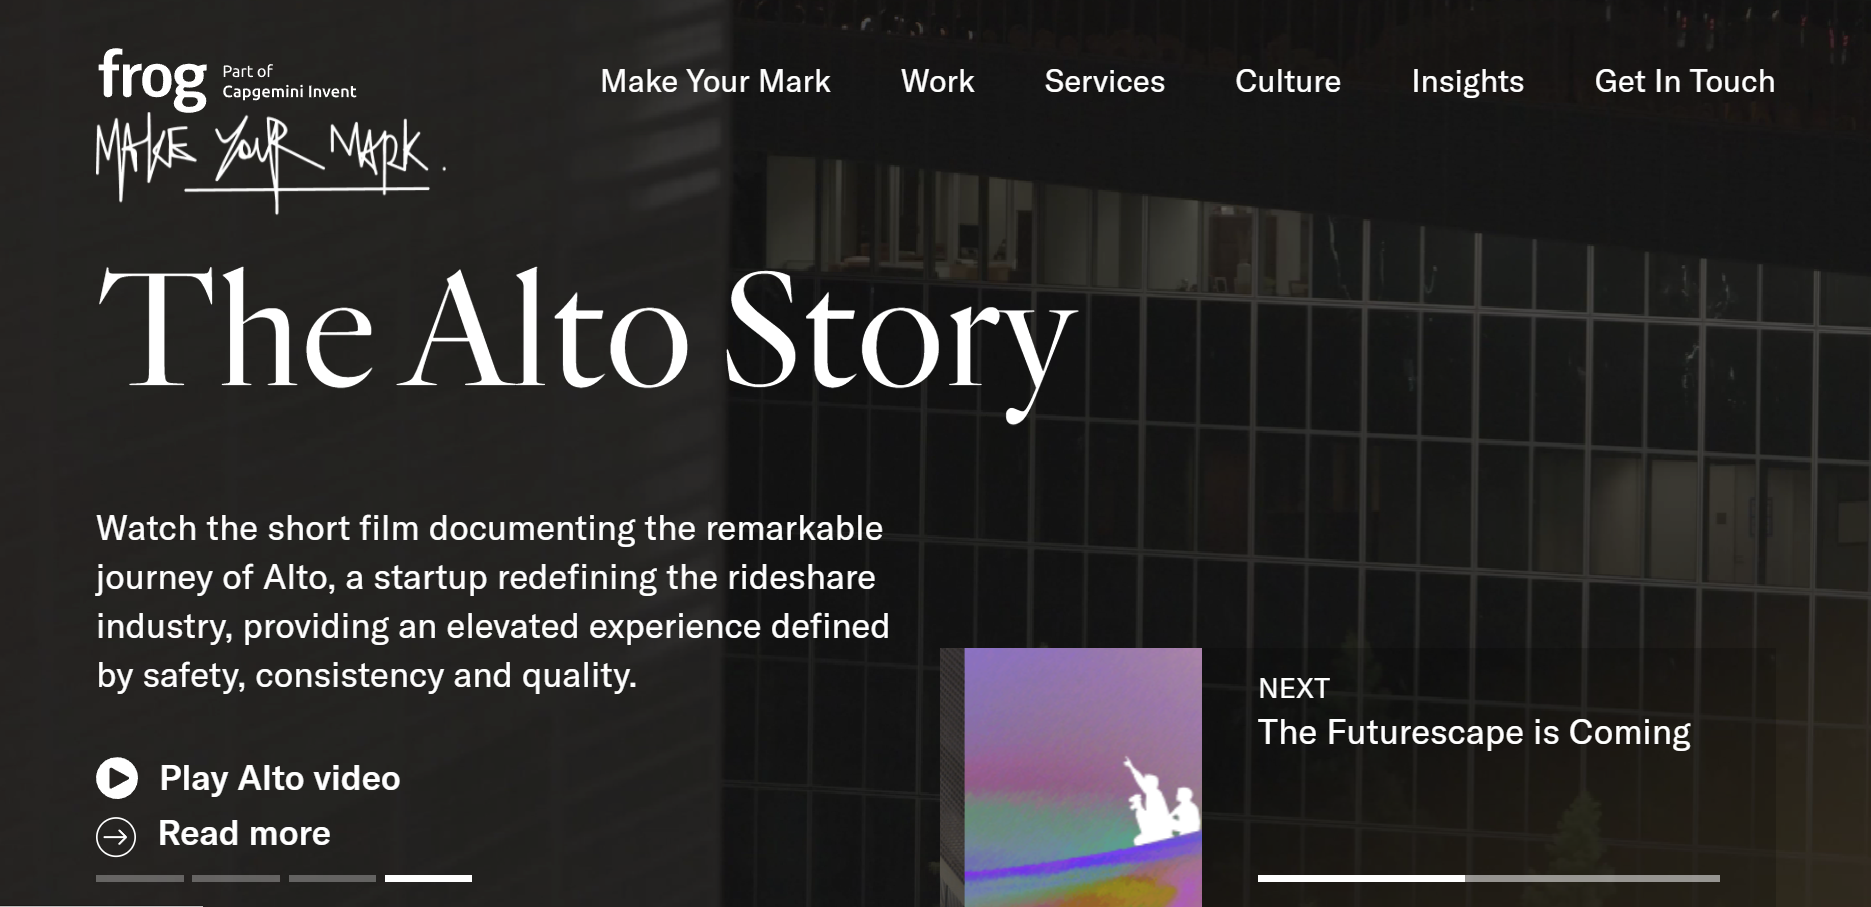 frog
Part of
Capgemini Invent
MAKE YOUR MARK.
Make Your Mark
Work
Services
Culture
Insights
Get In Touch
The Alto Story
Watch the short film documenting the remarkable
journey of Alto, a startup redefining the rideshare
industry, providing an elevated experience defined
by safety, consistency and quality.
Play Alto video
Read more
NEXT
The Futurescape is Coming